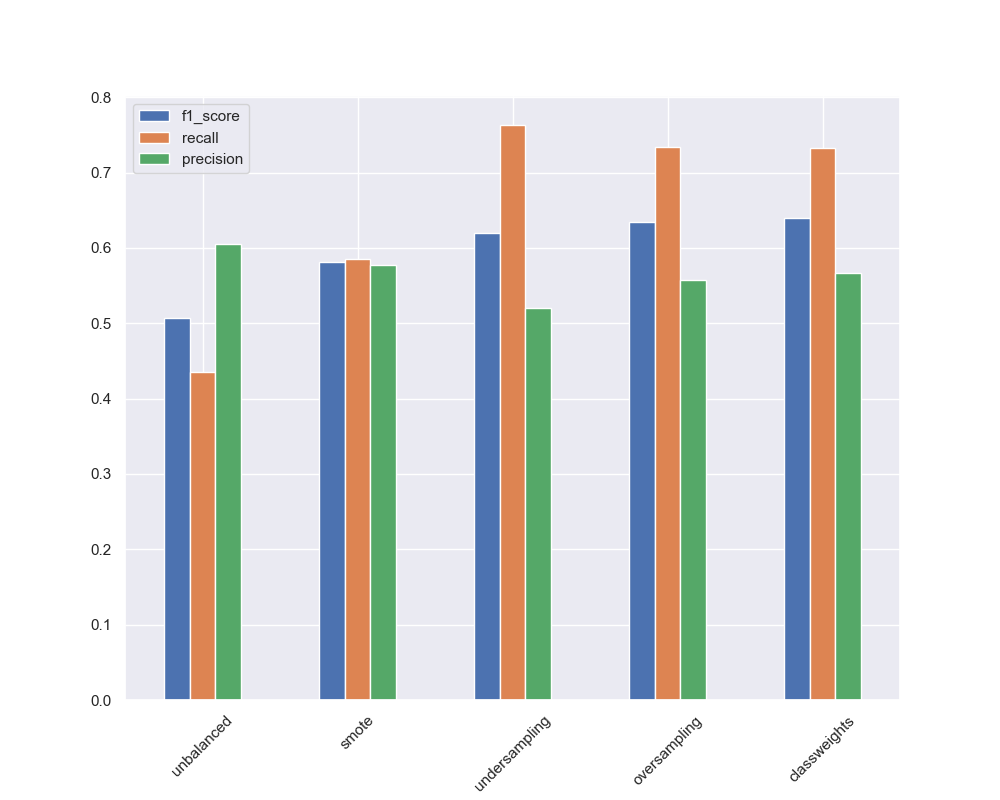 0.8
0.7
0.6
0.5
0.4
0.3
0.2
0.1
0.0
f1_score
recall
precision
unbalanced
smote
undersampling
oversampling
classweights